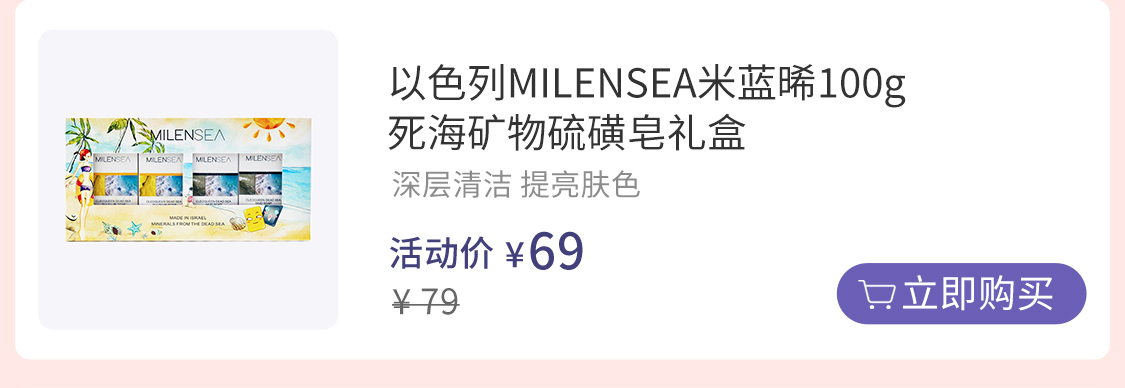 以色列MILENSEA米蓝晞100g
死海矿物硫磺皂礼盒
深层清洁 提亮肤色
活动价 ¥69
¥ 79
立即购买
MILENSEA
MILENSEA MILENSEA MILENSEA MILENSEA
MADE IN ISRAEL
MINERALS FROM THE DEAD SEA